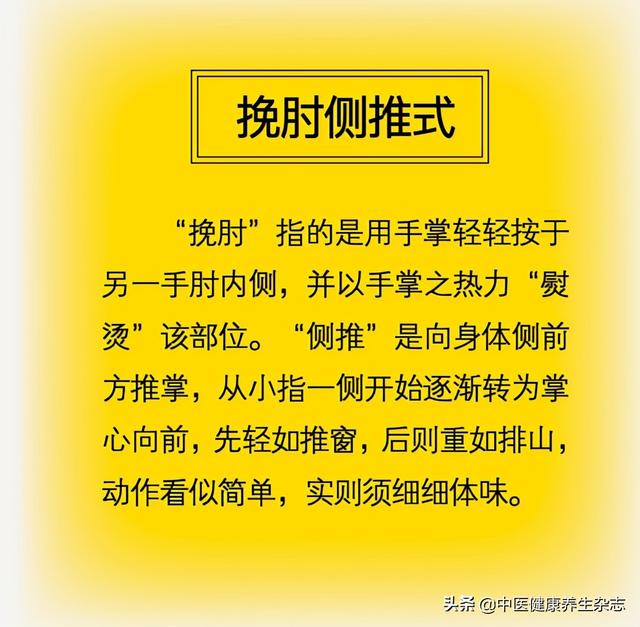 挽肘侧推式
“挽肘”指的是用手掌轻轻按于
另一手肘内侧，并以手掌之热力“熨
烫”该部位。“侧推”是向身体侧前
方推掌，从小指一侧开始逐渐转为掌
心向前，先轻如推窗，后则重如排山，
动作看似简单，实则须细细体味。
头条 @中医健康养生杂志